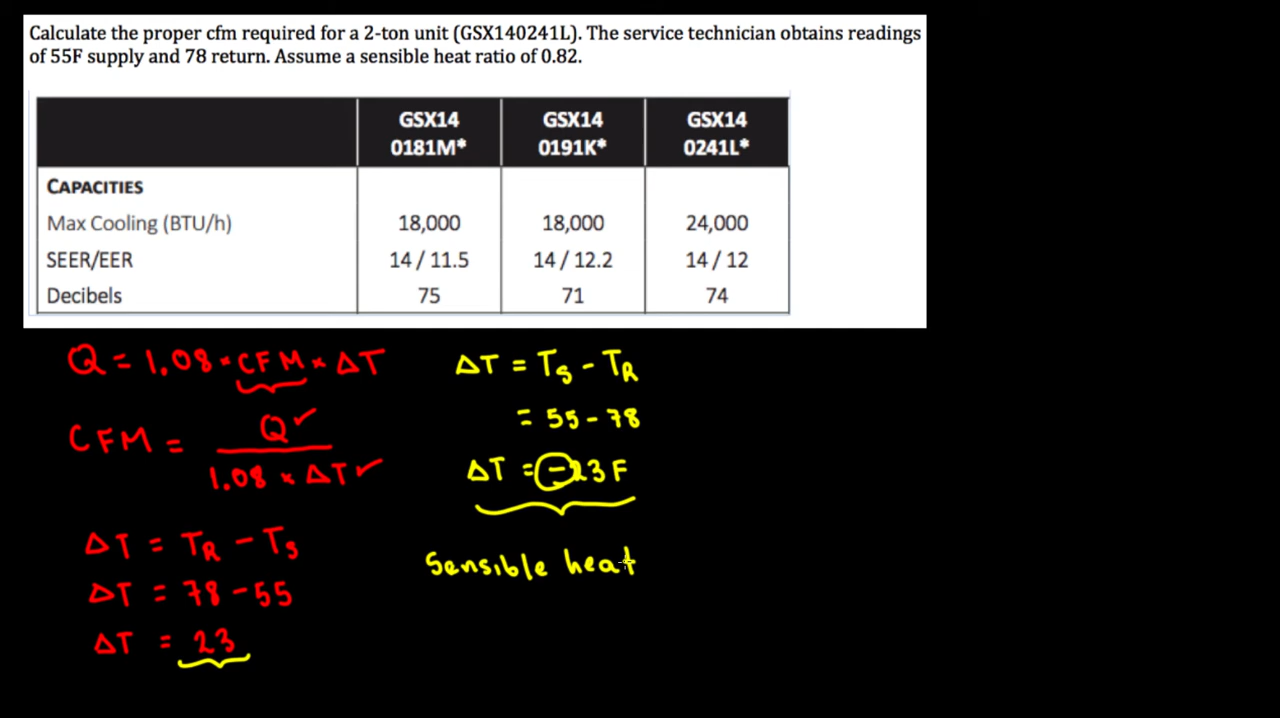 Calculate the proper cfm required for a 2-ton unit (GSX140241L). The service technician obtains readings
of 55F supply and 78 return. Assume a sensible heat ratio of 0.82.
GSX14 GSX14 GSX14
0181M* 0191K* 0241L*
CAPACITIES
Max Cooling (BTU/h) 18,000 18,000 24,000
SEER/EER 14 / 11.5 14 / 12.2 14 / 12
Decibels 75 71 74
Q = 1.08 * CFM * ΔT
CFM = Q ✓
1.08 * ΔT ✓
ΔT = TR - TS
ΔT = 78 - 55
ΔT = 23
ΔT = TS - TR
= 55 - 78
ΔT = -23 F
Sensible heat